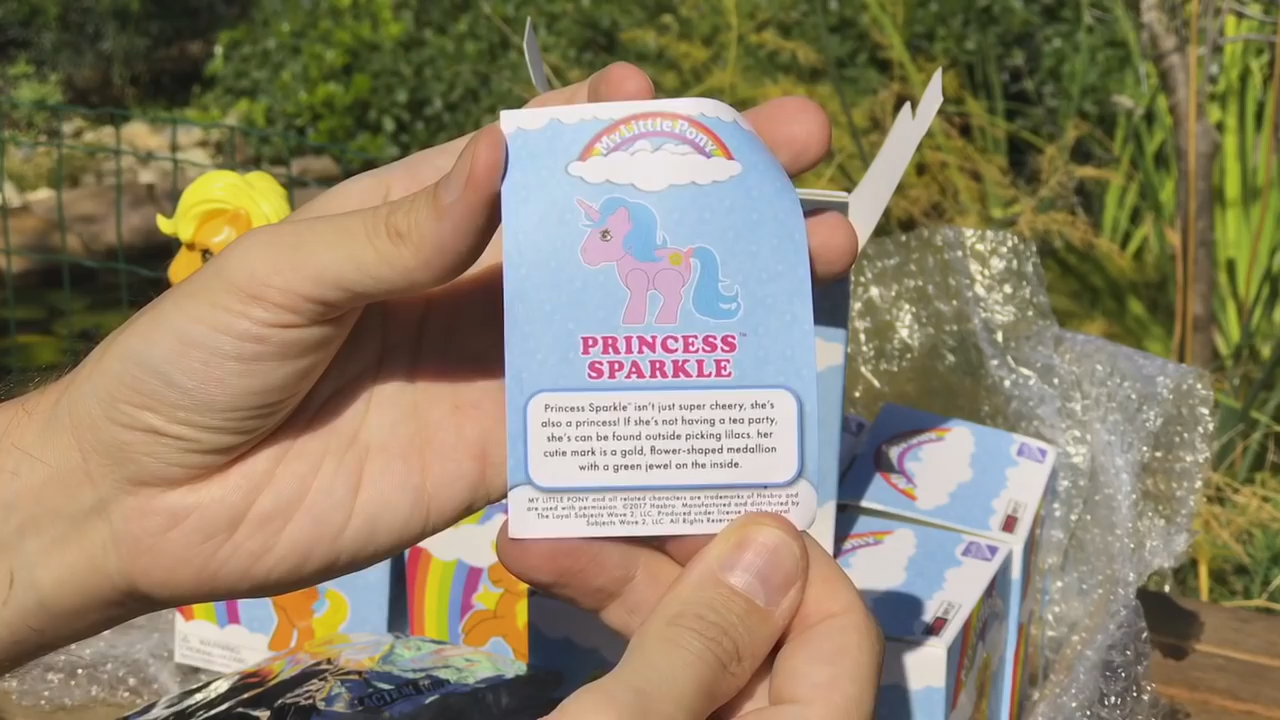 My Little Pony
PRINCESS™
SPARKLE
Princess Sparkle™ isn't just super cheery, she's
also a princess! If she's not having a tea party,
she's can be found outside picking lilacs. her
cutie mark is a gold, flower-shaped medallion
with a green jewel on the inside.
MY LITTLE PONY and all related characters are trademarks of Hasbro and
are used with permission. ©2017 Hasbro. Manufactured and distributed by
The Loyal Subjects Wave 2, LLC. Produced under license by The Loyal
Subjects Wave 2, LLC. All Rights Reserved
WARNING
ACTION